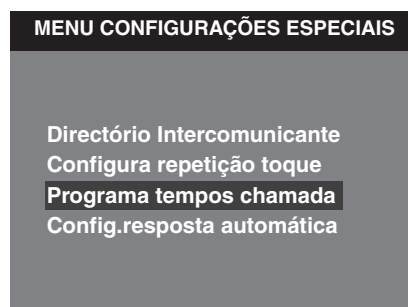 MENU CONFIGURAÇÕES ESPECIAIS
Directório Intercomunicante
Configura repetição toque
Programa tempos chamada
Config.resposta automática